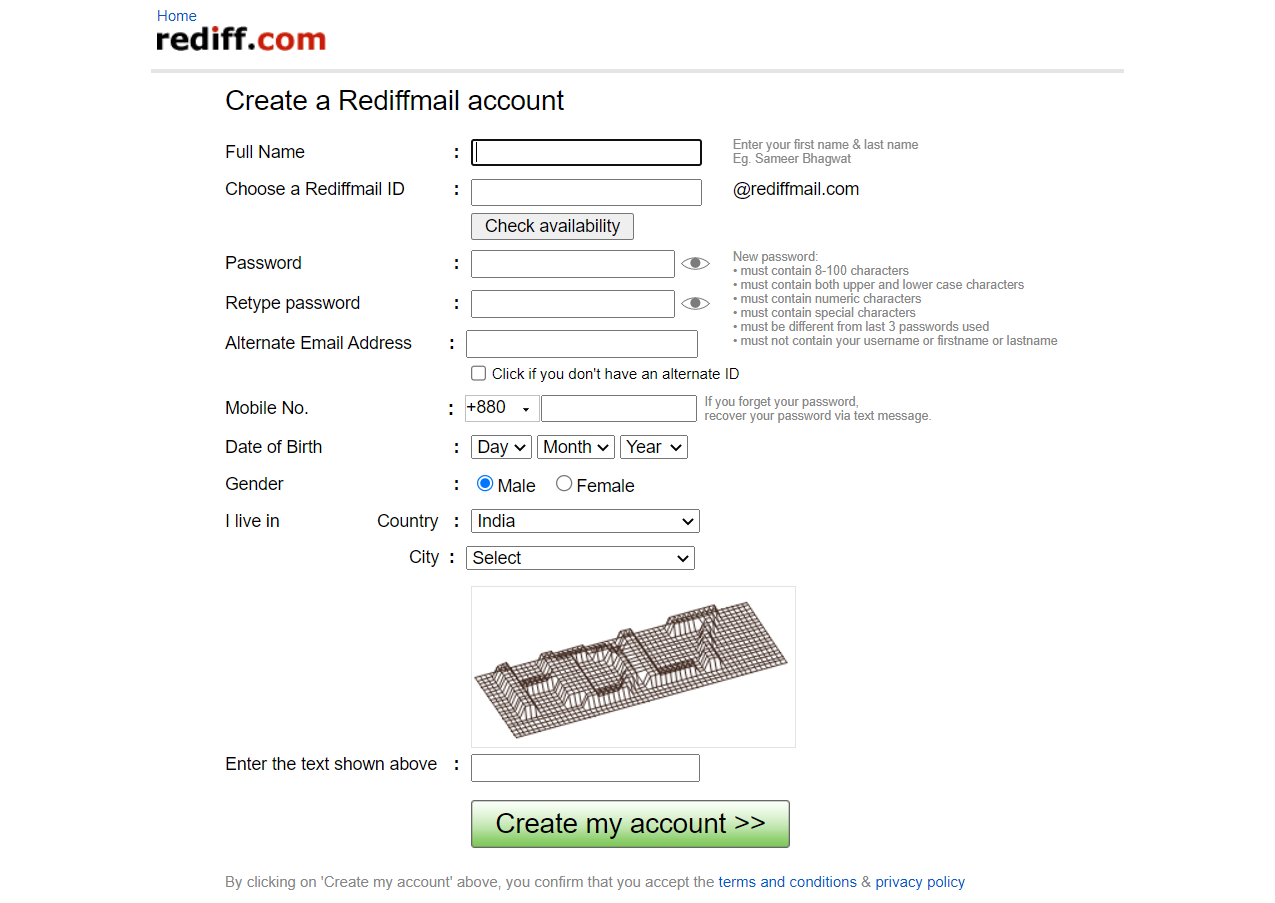 Home
rediff.com
Create a Rediffmail account
Full Name :
Enter your first name & last name
Eg. Sameer Bhagwat
Choose a Rediffmail ID : @rediffmail.com
Check availability
Password :
Retype password :
New password:
• must contain 8-100 characters
• must contain both upper and lower case characters
• must contain numeric characters
• must contain special characters
• must be different from last 3 passwords used
• must not contain your username or firstname or lastname
Alternate Email Address :
Click if you don't have an alternate ID
Mobile No. : +880
If you forget your password,
recover your password via text message.
Date of Birth : Day Month Year
Gender : Male Female
I live in Country : India
City : Select
Enter the text shown above :
Create my account >>
By clicking on 'Create my account' above, you confirm that you accept the terms and conditions & privacy policy